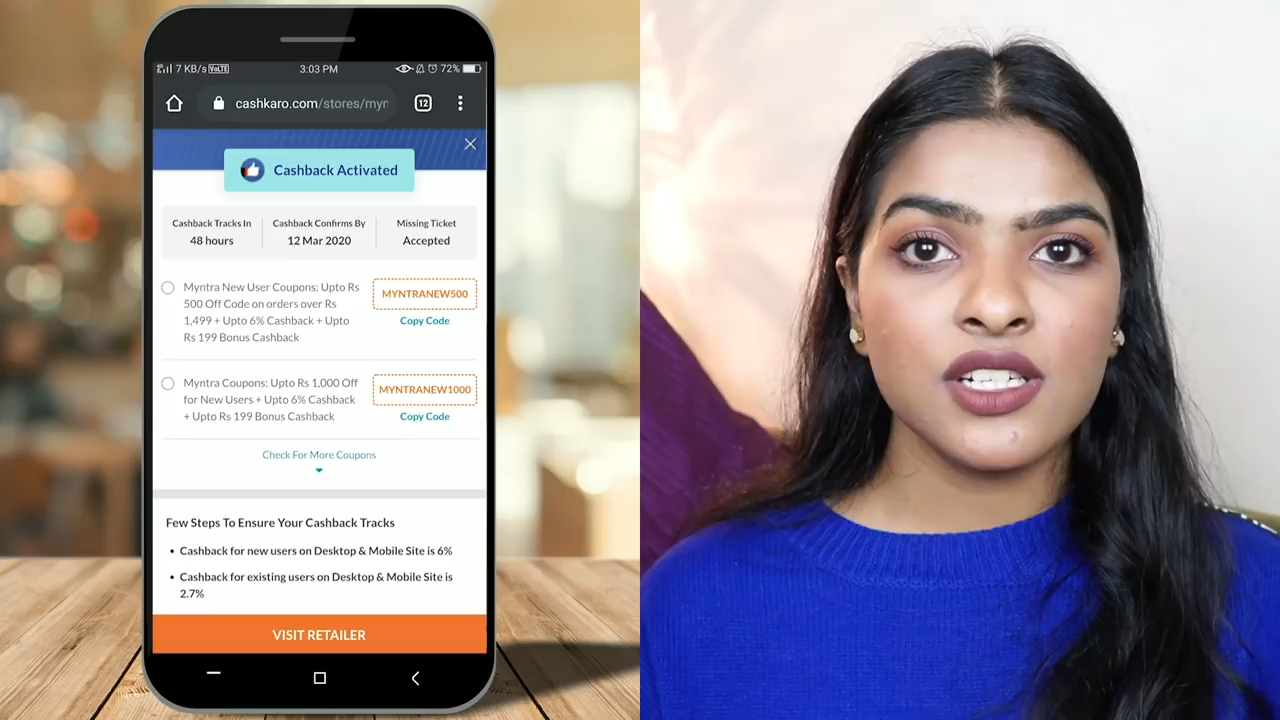 7 KB/s VoLTE 3:03 PM 72%
cashkaro.com/stores/myn
12
Cashback Activated
Cashback Tracks In
48 hours
Cashback Confirms By
12 Mar 2020
Missing Ticket
Accepted
Myntra New User Coupons: Upto Rs
500 Off Code on orders over Rs
1,499 + Upto 6% Cashback + Upto
Rs 199 Bonus Cashback
MYNTRANEW500
Copy Code
Myntra Coupons: Upto Rs 1,000 Off
for New Users + Upto 6% Cashback
+ Upto Rs 199 Bonus Cashback
MYNTRANEW1000
Copy Code
Check For More Coupons
Few Steps To Ensure Your Cashback Tracks
• Cashback for new users on Desktop & Mobile Site is 6%
• Cashback for existing users on Desktop & Mobile Site is
2.7%
VISIT RETAILER